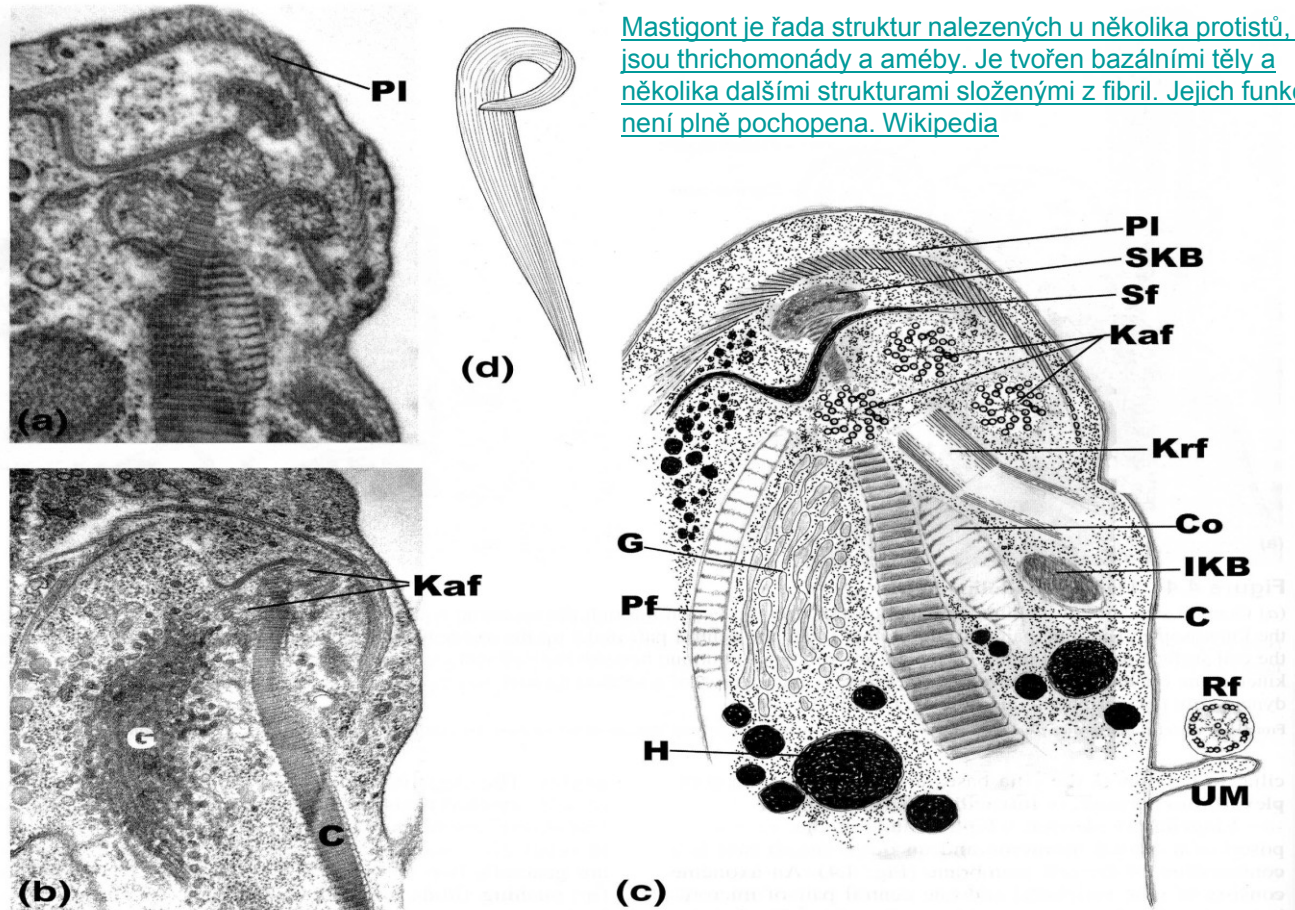 Mastigont je řada struktur nalezených u několika protistů,
jsou thrichomonády a améby. Je tvořen bazálními těly a
několika dalšími strukturami složenými z fibril. Jejich funkc
není plně pochopena. Wikipedia
Pl
(a)
(d)
Pl
SKB
Sf
Kaf
Krf
Co
IKB
C
G
Pf
H
Rf
UM
(c)
Kaf
G
C
(b)